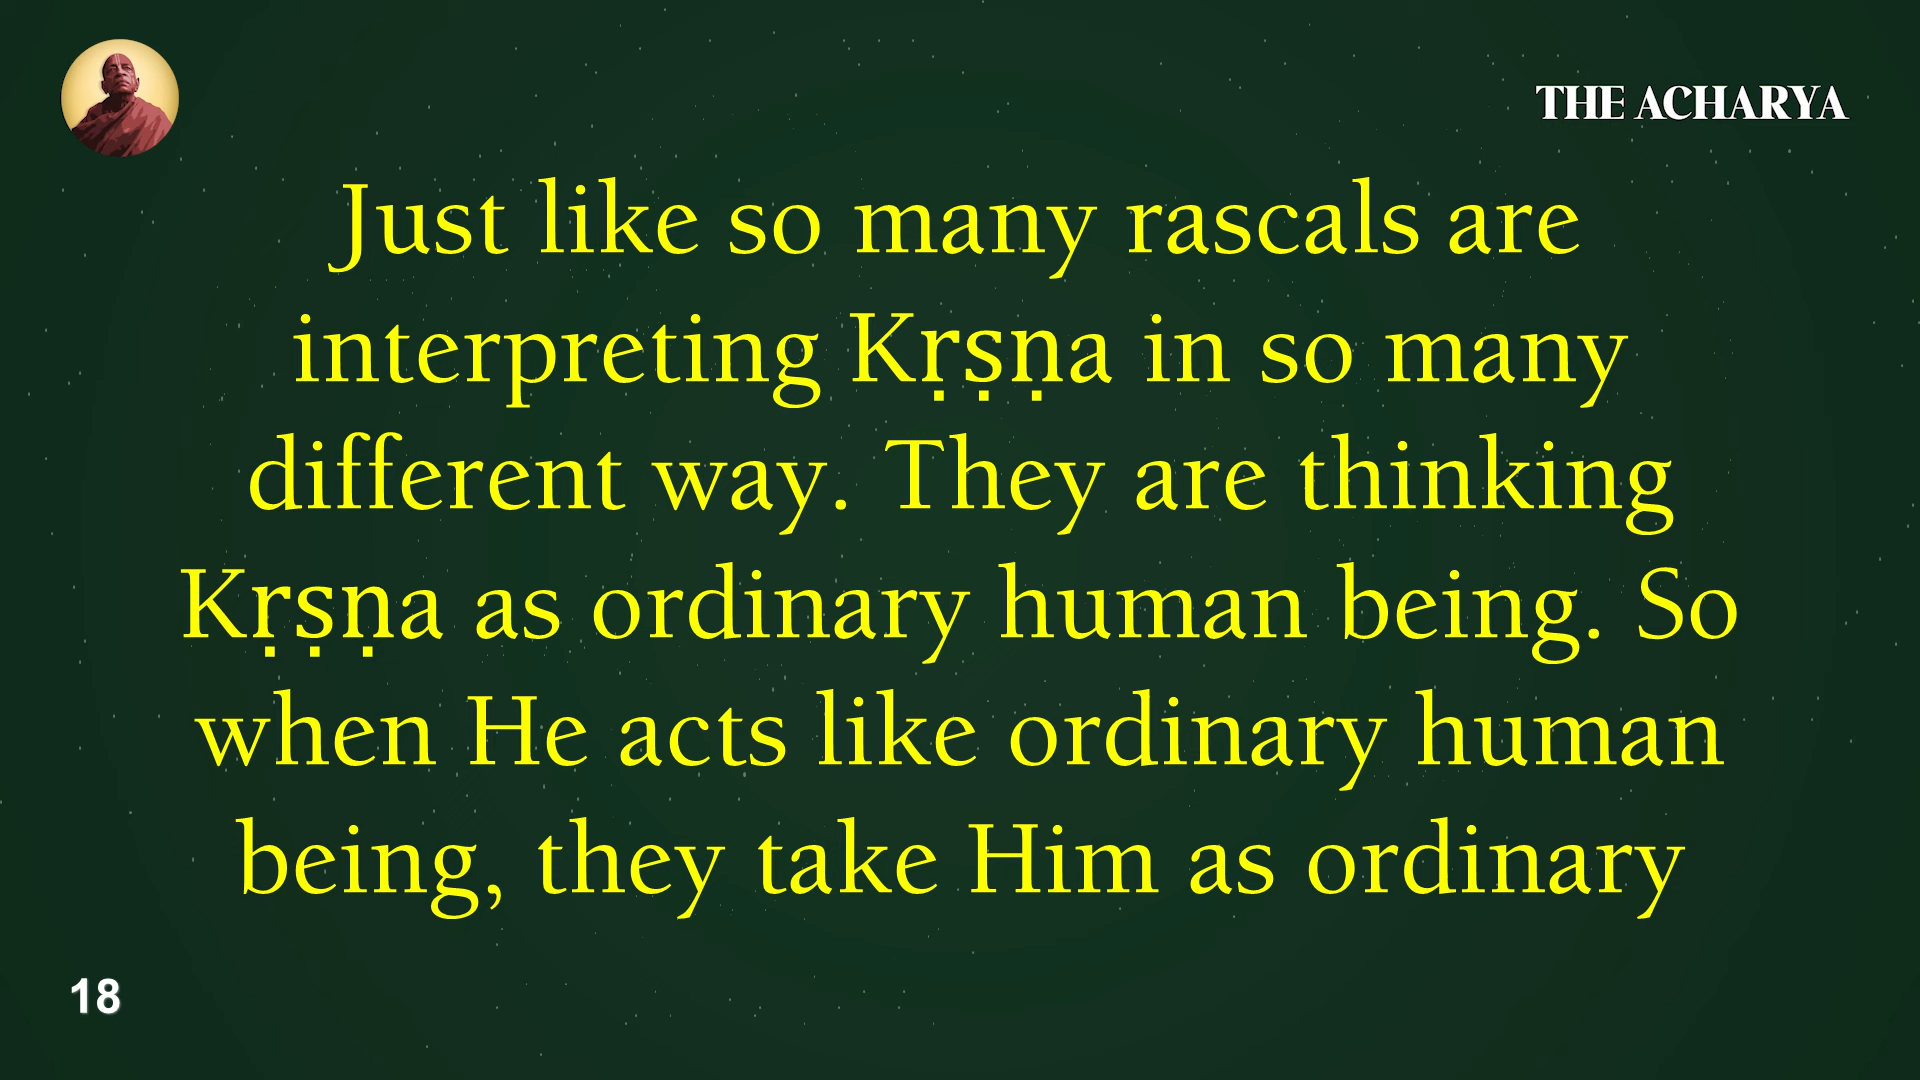 THE ACHARYA
Just like so many rascals are
interpreting Kṛṣṇa in so many
different way. They are thinking
Kṛṣṇa as ordinary human being. So
when He acts like ordinary human
being, they take Him as ordinary
18